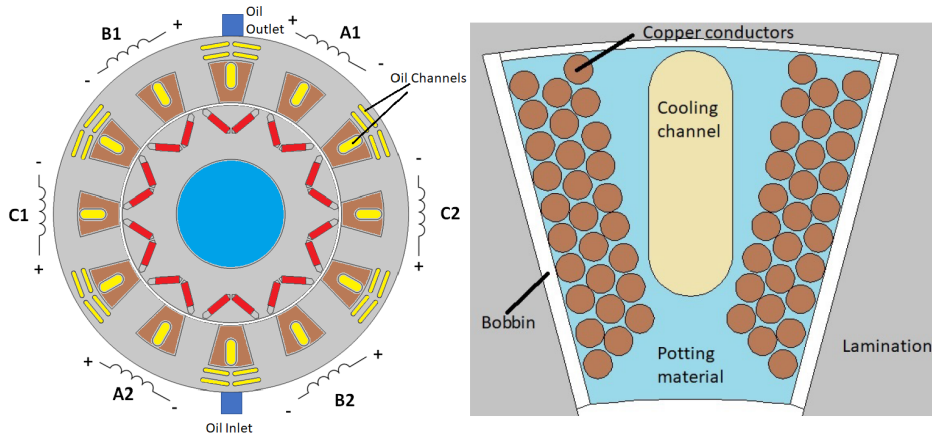 Oil
Outlet
B1
+
-
+
A1
-
Oil Channels
-
C1
+
-
C2
+
+
A2
-
+
B2
-
Oil Inlet
Copper conductors
Cooling
channel
Bobbin
Potting
material
Lamination